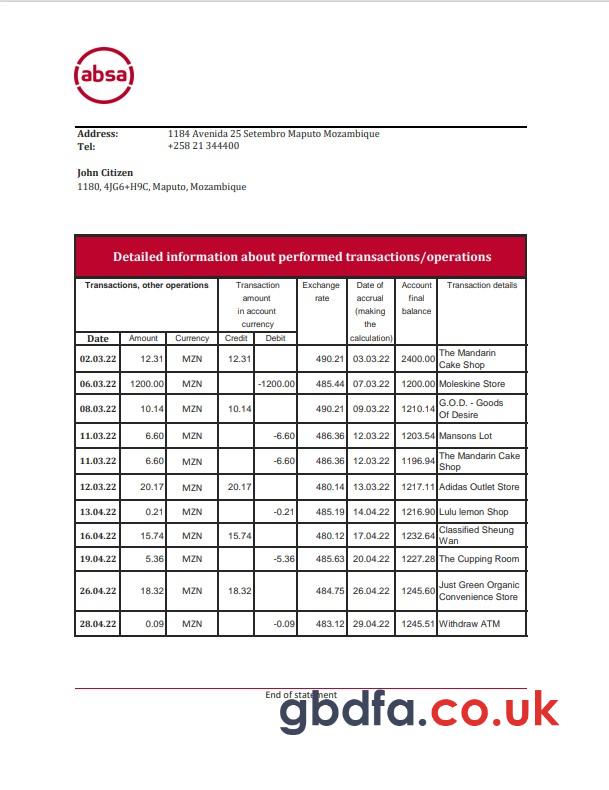 absa
Address: 1184 Avenida 25 Setembro Maputo Mozambique
Tel: +258 21 344400
John Citizen
1180, 4JG6+H9C, Maputo, Mozambique
Detailed information about performed transactions/operations
Transactions, other operations Transaction amount in account currency Exchange rate Date of accrual (making the calculation) Account final balance Transaction details
Date Amount Currency Credit Debit
02.03.22 12.31 MZN 12.31 490.21 03.03.22 2400.00 The Mandarin
Cake Shop
06.03.22 1200.00 MZN -1200.00 485.44 07.03.22 1200.00 Moleskine Store
08.03.22 10.14 MZN 10.14 490.21 09.03.22 1210.14 G.O.D. - Goods
Of Desire
11.03.22 6.60 MZN -6.60 486.36 12.03.22 1203.54 Mansons Lot
11.03.22 6.60 MZN -6.60 486.36 12.03.22 1196.94 The Mandarin Cake
Shop
12.03.22 20.17 MZN 20.17 480.14 13.03.22 1217.11 Adidas Outlet Store
13.04.22 0.21 MZN -0.21 485.19 14.04.22 1216.90 Lulu lemon Shop
16.04.22 15.74 MZN 15.74 480.12 17.04.22 1232.64 Classified Sheung
Wan
19.04.22 5.36 MZN -5.36 485.63 20.04.22 1227.28 The Cupping Room
26.04.22 18.32 MZN 18.32 484.75 26.04.22 1245.60 Just Green Organic
Convenience Store
28.04.22 0.09 MZN -0.09 483.12 29.04.22 1245.51 Withdraw ATM
End of statement
gbdfa.co.uk